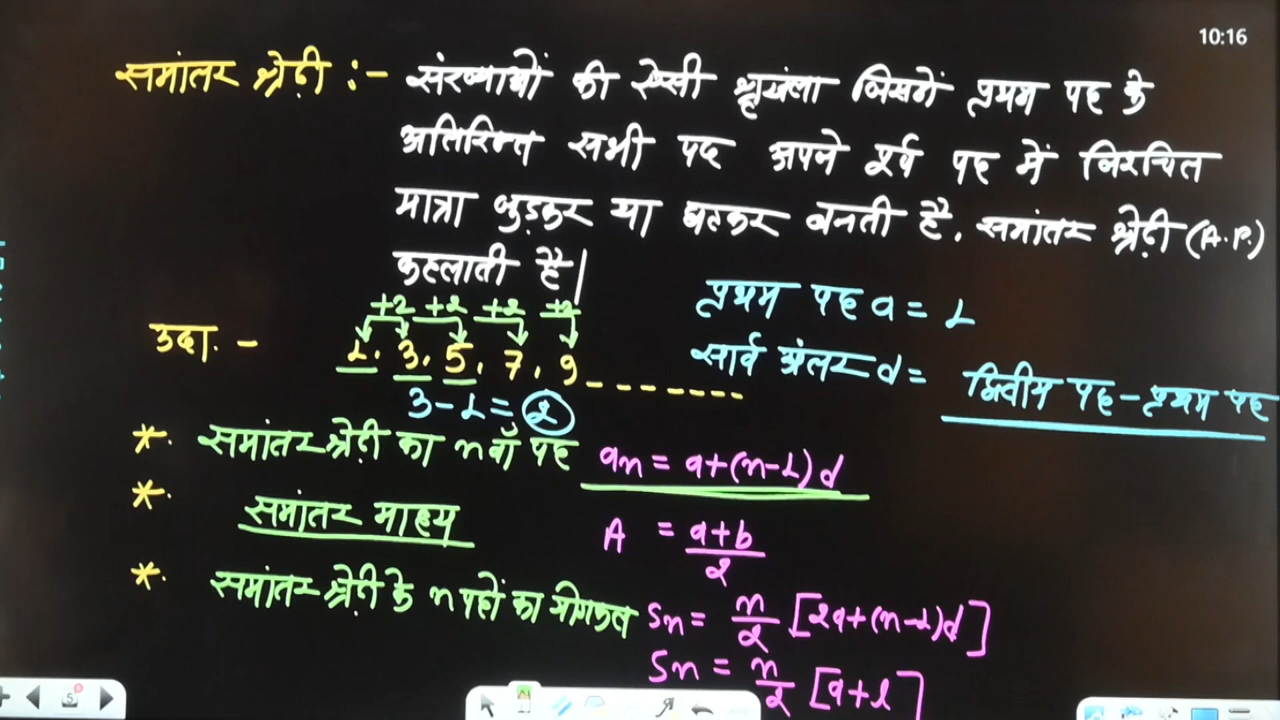 10:16
समांतर श्रेढ़ी :- संख्याओं की ऐसी श्रृखंला जिसमें प्रथम पद के
अतिरिक्त सभी पद अपने पूर्व पद में निश्चित
मात्रा जुड़कर या घटकर बनती है, समांतर श्रेढ़ी (A.P.)
कहलाती है|
प्रथम पद a = 1
+2 +2 +2 +2
उदा. - 1, 3, 5, 7, 9 -------
सार्व अंतर d = द्वितीय पद - प्रथम पद
3-1= 2
* समांतर श्रेढ़ी का n वाँ पद an = a+(n-1)d
* समांतर माध्य A = a+b/2
* समांतर श्रेढ़ी के n पदों का योगफल Sn = n/2 [2a+(n-1)d]
Sn = n/2 [a+l]
5